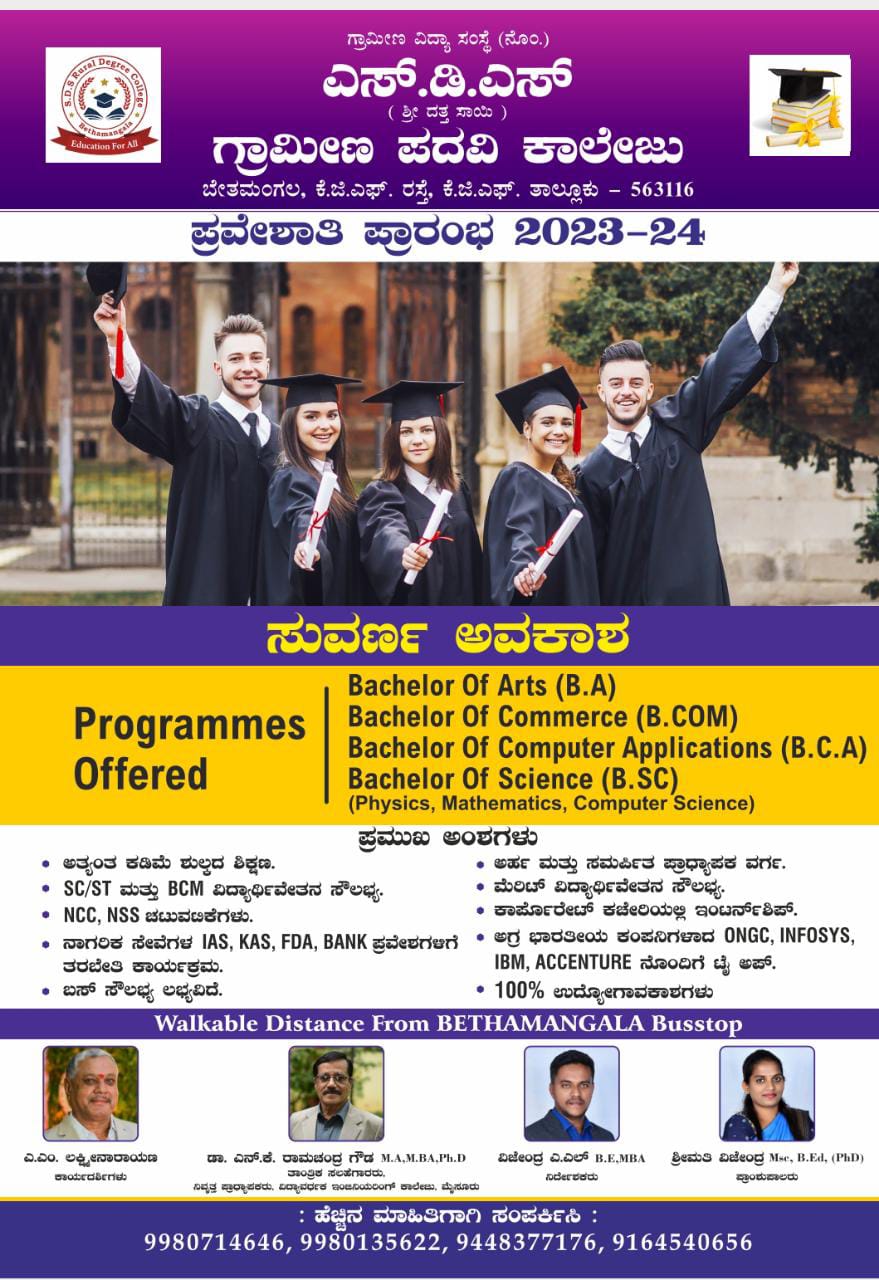 ಗ್ರಾಮೀಣ ವಿದ್ಯಾ ಸಂಸ್ಥೆ (ನೊಂ.)
S.D.S Rural Degree College
Bethamangala
Education For All
ಎಸ್.ಡಿ.ಎಸ್
( ಶ್ರೀ ದತ್ತ ಸಾಯಿ )
ಗ್ರಾಮೀಣ ಪದವಿ ಕಾಲೇಜು
ಬೇತಮಂಗಲ, ಕೆ.ಜಿ.ಎಫ್. ರಸ್ತೆ, ಕೆ.ಜಿ.ಎಫ್. ತಾಲ್ಲೂಕು – 563116
ಪ್ರವೇಶಾತಿ ಪ್ರಾರಂಭ 2023-24
ಸುವರ್ಣ ಅವಕಾಶ
Programmes
Offered
Bachelor Of Arts (B.A)
Bachelor Of Commerce (B.COM)
Bachelor Of Computer Applications (B.C.A)
Bachelor Of Science (B.SC)
(Physics, Mathematics, Computer Science)
ಪ್ರಮುಖ ಅಂಶಗಳು
• ಅತ್ಯಂತ ಕಡಿಮೆ ಶುಲ್ಕದ ಶಿಕ್ಷಣ.
• SC/ST ಮತ್ತು BCM ವಿದ್ಯಾರ್ಥಿವೇತನ ಸೌಲಭ್ಯ.
• NCC, NSS ಚಟುವಟಿಕೆಗಳು.
• ನಾಗರಿಕ ಸೇವೆಗಳ IAS, KAS, FDA, BANK ಪ್ರವೇಶಗಳಿಗೆ
ತರಬೇತಿ ಕಾರ್ಯಕ್ರಮ.
• ಬಸ್ ಸೌಲಭ್ಯ ಲಭ್ಯವಿದೆ.
• ಅರ್ಹ ಮತ್ತು ಸಮರ್ಪಿತ ಪ್ರಾಧ್ಯಾಪಕ ವರ್ಗ.
• ಮೆರಿಟ್ ವಿದ್ಯಾರ್ಥಿವೇತನ ಸೌಲಭ್ಯ.
• ಕಾರ್ಪೊರೇಟ್ ಕಚೇರಿಯಲ್ಲಿ ಇಂಟರ್ನ್‌ಶಿಪ್.
• ಅಗ್ರ ಭಾರತೀಯ ಕಂಪನಿಗಳಾದ ONGC, INFOSYS,
IBM, ACCENTURE ನೊಂದಿಗೆ ಟೈ ಅಪ್.
• 100% ಉದ್ಯೋಗಾವಕಾಶಗಳು
Walkable Distance From BETHAMANGALA Busstop
ಎ.ಎಂ. ಲಕ್ಷ್ಮೀನಾರಾಯಣ
ಕಾರ್ಯದರ್ಶಿಗಳು
ಡಾ. ಎನ್.ಕೆ. ರಾಮಚಂದ್ರ ಗೌಡ M.A,M.BA,Ph.D
ತಾಂತ್ರಿಕ ಸಲಹೆಗಾರರು,
ನಿವೃತ್ತ ಪ್ರಾಧ್ಯಾಪಕರು, ವಿದ್ಯಾವರ್ಧಕ ಇಂಜಿನಿಯರಿಂಗ್ ಕಾಲೇಜು, ಮೈಸೂರು
ವಿಜೇಂದ್ರ ಎ.ಎಲ್ B.E,MBA
ನಿರ್ದೇಶಕರು
ಶ್ರೀಮತಿ ವಿಜೇಂದ್ರ Msc, B.Ed, (PhD)
ಪ್ರಾಂಶುಪಾಲರು
: ಹೆಚ್ಚಿನ ಮಾಹಿತಿಗಾಗಿ ಸಂಪರ್ಕಿಸಿ :
9980714646, 9980135622, 9448377176, 9164540656